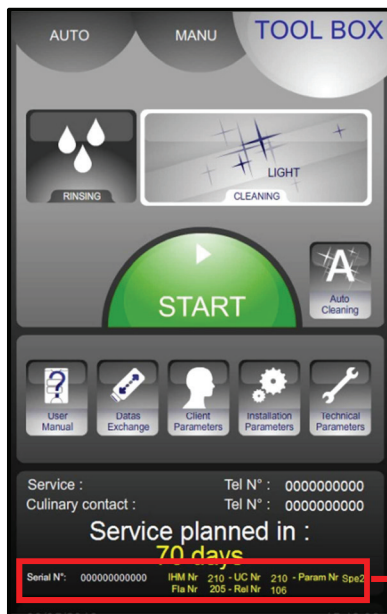 AUTO MANU TOOL BOX
LIGHT
RINSING CLEANING
START
A
Auto
Cleaning
?
User
Manual
Datas
Exchange
Client
Parameters
Installation
Parameters
Technical
Parameters
Service : Tel N° : 0000000000
Culinary contact : Tel N° : 0000000000
Service planned in :
70 days
Serial N°: 000000000000 IHM Nr 210 - UC Nr 210 - Param Nr Spe2
Fla Nr 205 - Rel Nr 106